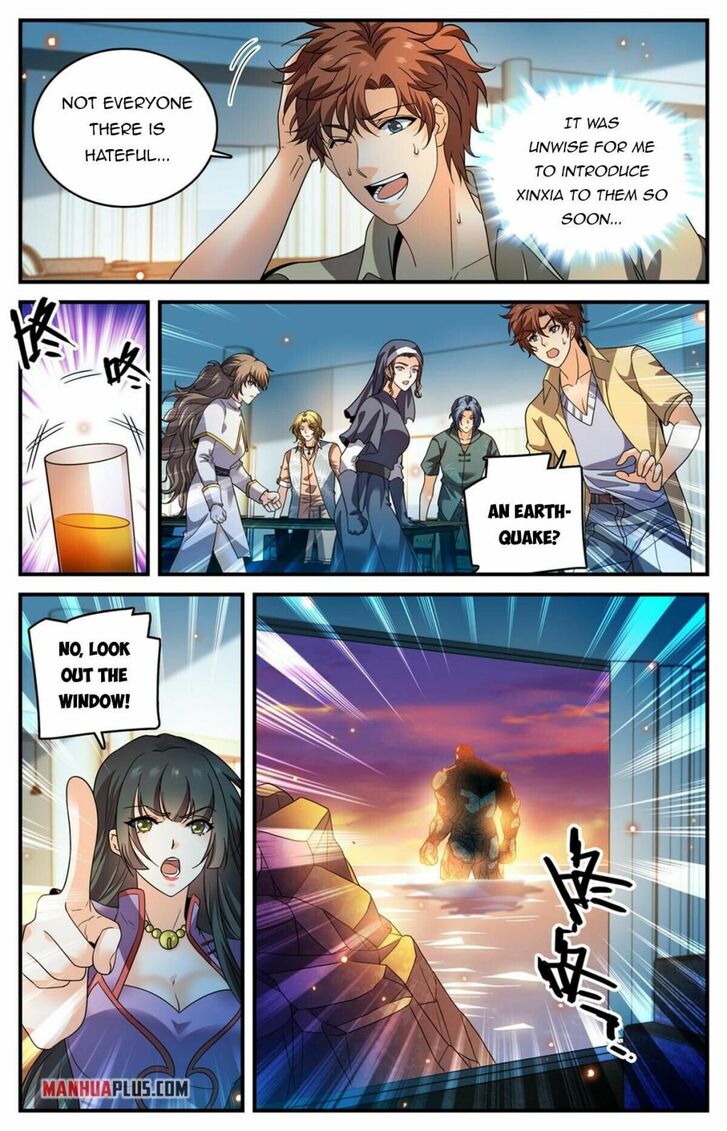 NOT EVERYONE
THERE IS
HATEFUL...
IT WAS
UNWISE FOR ME
TO INTRODUCE
XINXIA TO THEM SO
SOON...
咚
咚
AN EARTH-
QUAKE?
NO, LOOK
OUT THE
WINDOW!
咚
咚
MANHUAPLUS.COM